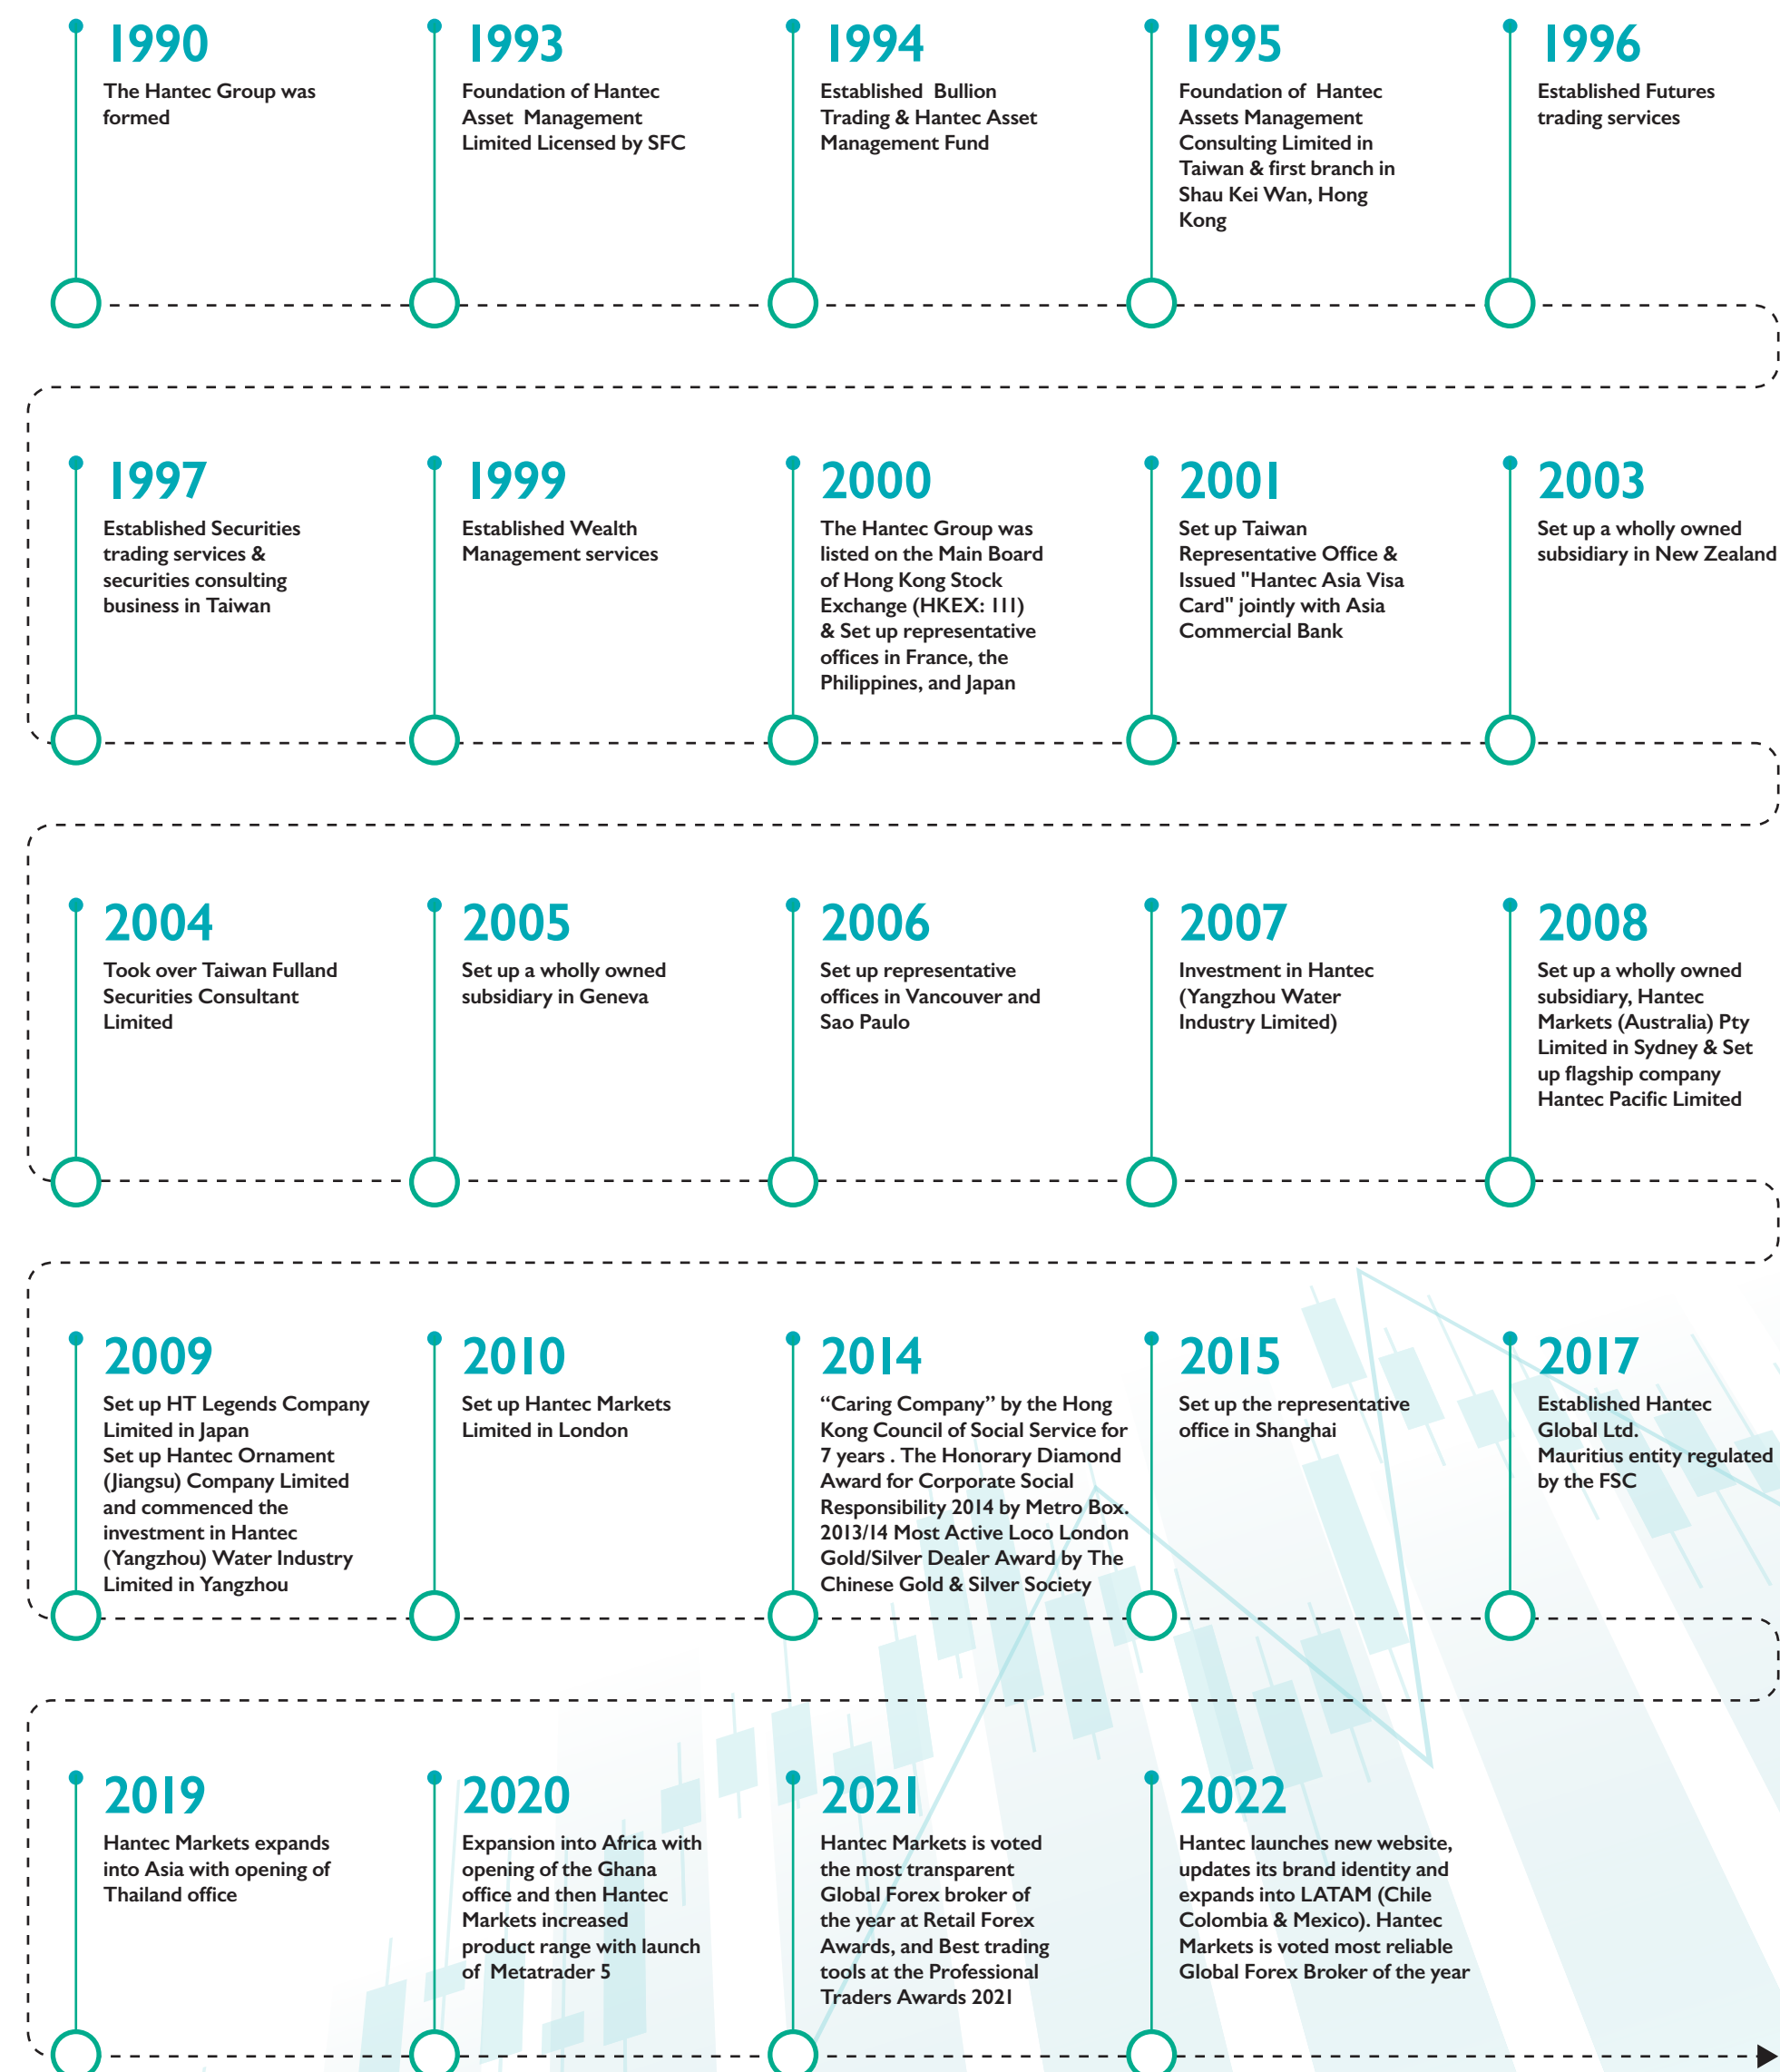 1990
The Hantec Group was
formed
1993
Foundation of Hantec
Asset Management
Limited Licensed by SFC
1994
Established Bullion
Trading & Hantec Asset
Management Fund
1995
Foundation of Hantec
Assets Management
Consulting Limited in
Taiwan & first branch in
Shau Kei Wan, Hong
Kong
1996
Established Futures
trading services
1997
Established Securities
trading services &
securities consulting
business in Taiwan
1999
Established Wealth
Management services
2000
The Hantec Group was
listed on the Main Board
of Hong Kong Stock
Exchange (HKEX: 111)
& Set up representative
offices in France, the
Philippines, and Japan
2001
Set up Taiwan
Representative Office &
Issued "Hantec Asia Visa
Card" jointly with Asia
Commercial Bank
2003
Set up a wholly owned
subsidiary in New Zealand
2004
Took over Taiwan Fulland
Securities Consultant
Limited
2005
Set up a wholly owned
subsidiary in Geneva
2006
Set up representative
offices in Vancouver and
Sao Paulo
2007
Investment in Hantec
(Yangzhou Water
Industry Limited)
2008
Set up a wholly owned
subsidiary, Hantec
Markets (Australia) Pty
Limited in Sydney & Set
up flagship company
Hantec Pacific Limited
2009
Set up HT Legends Company
Limited in Japan
Set up Hantec Ornament
(Jiangsu) Company Limited
and commenced the
investment in Hantec
(Yangzhou) Water Industry
Limited in Yangzhou
2010
Set up Hantec Markets
Limited in London
2014
“Caring Company” by the Hong
Kong Council of Social Service for
7 years . The Honorary Diamond
Award for Corporate Social
Responsibility 2014 by Metro Box.
2013/14 Most Active Loco London
Gold/Silver Dealer Award by The
Chinese Gold & Silver Society
2015
Set up the representative
office in Shanghai
2017
Established Hantec
Global Ltd.
Mauritius entity regulated
by the FSC
2019
Hantec Markets expands
into Asia with opening of
Thailand office
2020
Expansion into Africa with
opening of the Ghana
office and then Hantec
Markets increased
product range with launch
of Metatrader 5
2021
Hantec Markets is voted
the most transparent
Global Forex broker of
the year at Retail Forex
Awards, and Best trading
tools at the Professional
Traders Awards 2021
2022
Hantec launches new website,
updates its brand identity and
expands into LATAM (Chile
Colombia & Mexico). Hantec
Markets is voted most reliable
Global Forex Broker of the year